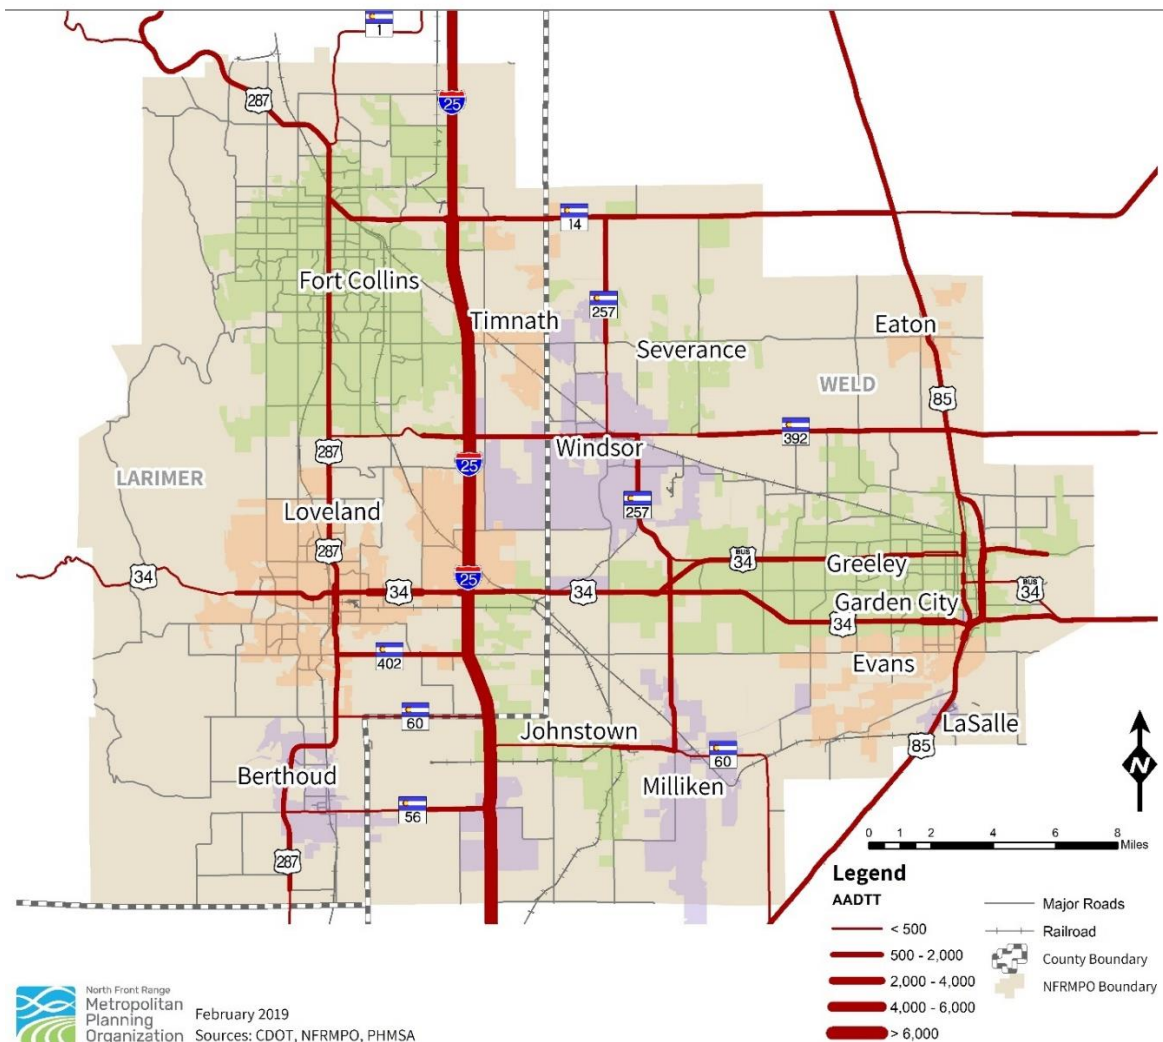 1
287
25
14
Fort Collins
257
Timnath
Eaton
Severance
WELD
85
392
287
Windsor
25
LARIMER
Loveland
257
287
BUS
34
Greeley
34
25
34
34
BUS
34
Garden City
34
402
Evans
60
Johnstown
LaSalle
60
85
Berthoud
Milliken
56
287
N
0 1 2 4 6 8
Miles
Legend
AADTT
< 500
500 - 2,000
2,000 - 4,000
4,000 - 6,000
> 6,000
Major Roads
Railroad
County Boundary
NFRMPO Boundary
North Front Range
Metropolitan
Planning
Organization
February 2019
Sources: CDOT, NFRMPO, PHMSA